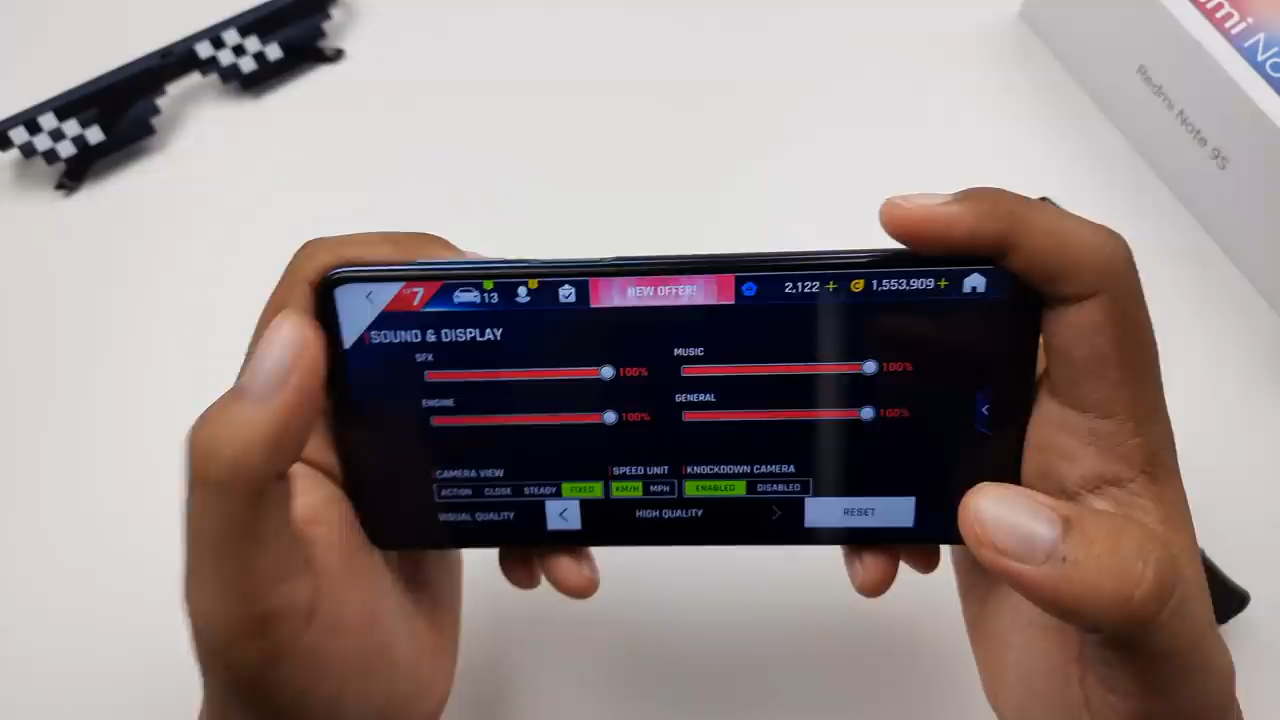 7
13
NEW OFFER!
2,122 +
1,553,909 +
SOUND & DISPLAY
SFX
100%
MUSIC
100%
ENGINE
100%
GENERAL
100%
CAMERA VIEW
ACTION CLOSE STEADY FIXED
SPEED UNIT
KM/H MPH
KNOCKDOWN CAMERA
ENABLED DISABLED
VISUAL QUALITY
HIGH QUALITY
RESET
Redmi Note 9S